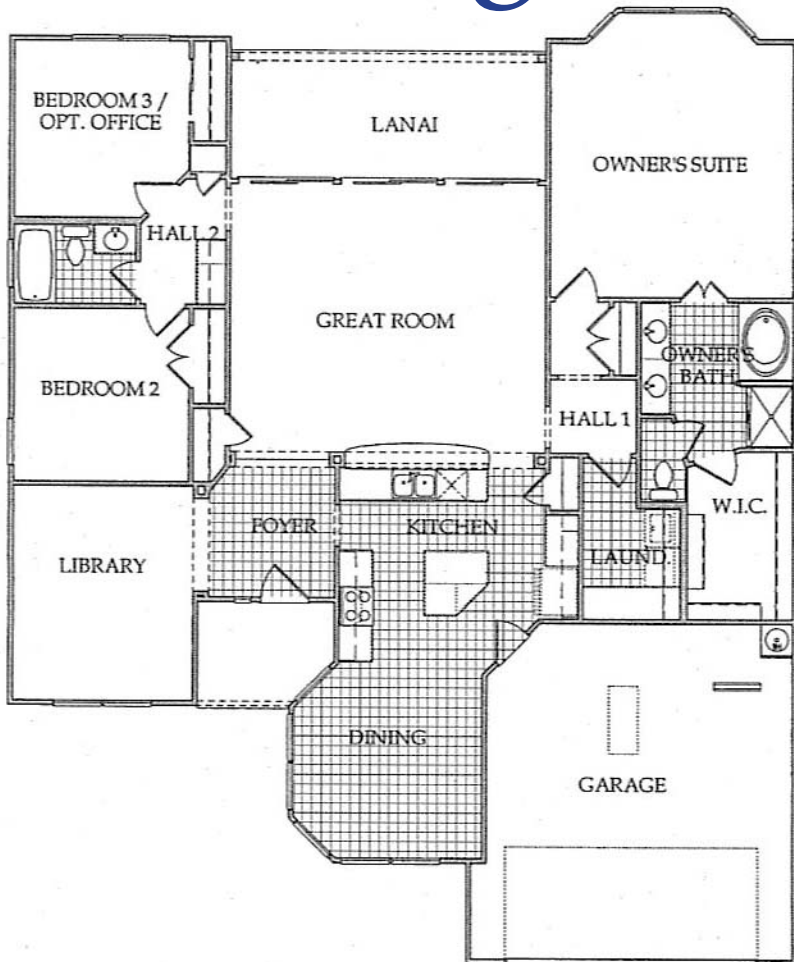 BEDROOM 3 /
OPT. OFFICE
LANAI
OWNER'S SUITE
HALL 2
GREAT ROOM
OWNER'S
BATH
BEDROOM 2
HALL 1
W.I.C.
FOYER
KITCHEN
LIBRARY
LAUND.
DINING
GARAGE